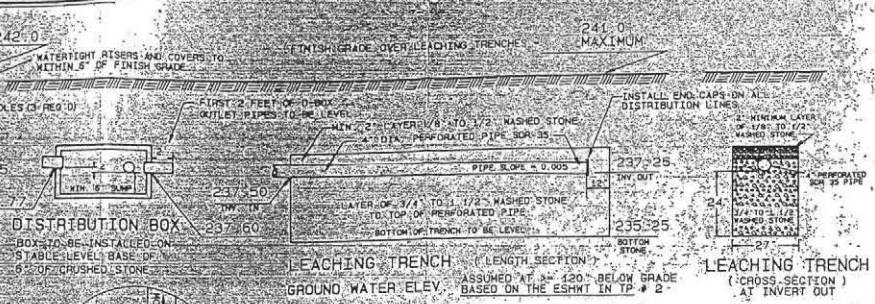 242.0
WATERTIGHT RISERS AND COVERS TO
WITHIN 6" OF FINISH GRADE
FINISH GRADE OVER LEACHING TRENCHES
241.0
MAXIMUM
(3 REQ'D)
FIRST 2 FEET OF D-BOX
OUTLET PIPES TO BE LEVEL
MIN. 2" LAYER 1/8" TO 1/2" WASHED STONE
4" DIA. PERFORATED PIPE SDR 35
INSTALL END CAPS ON ALL
DISTRIBUTION LINES
2" MINIMUM LAYER
OF 1/8" TO 1/2"
WASHED STONE
PIPE SLOPE = 0.005
237.25
INV. OUT
4" PERFORATED
SDR 35 PIPE
MIN. 6" SUMP
237.50
INV. IN
12"
24"
LAYER OF 3/4" TO 1 1/2" WASHED STONE
TO TOP OF PERFORATED PIPE
3/4" TO 1 1/2"
WASHED STONE
DISTRIBUTION BOX
237.60
BOTTOM OF TRENCH TO BE LEVEL
235.25
BOTTOM
STONE
27"
BOX TO BE INSTALLED ON
STABLE LEVEL BASE OF
6" OF CRUSHED STONE
LEACHING TRENCH
(LENGTH SECTION)
LEACHING TRENCH
(CROSS-SECTION)
AT INVERT OUT
GROUND WATER ELEV.
ASSUMED AT 120" BELOW GRADE
BASED ON THE ESHWT IN TP # 2